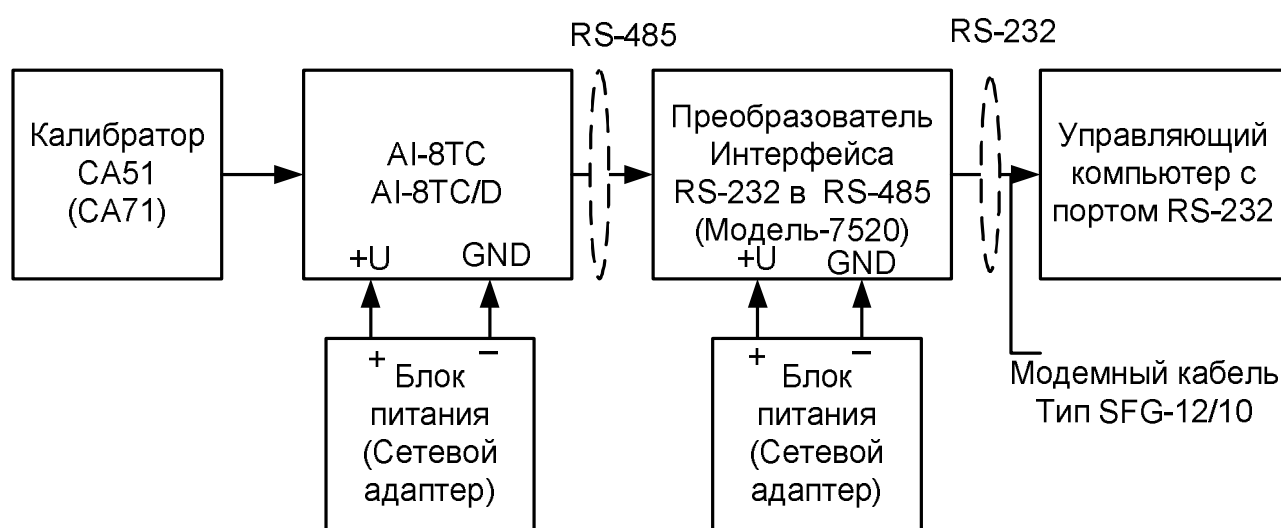 RS-485
RS-232
Калибратор
СА51
(СА71)
AI-8TC
AI-8TC/D
+U
GND
Преобразователь
Интерфейса
RS-232 в RS-485
(Модель-7520)
+U
GND
Управляющий
компьютер с
портом RS-232
+
–
Блок
питания
(Сетевой
адаптер)
+
–
Блок
питания
(Сетевой
адаптер)
Модемный кабель
Тип SFG-12/10